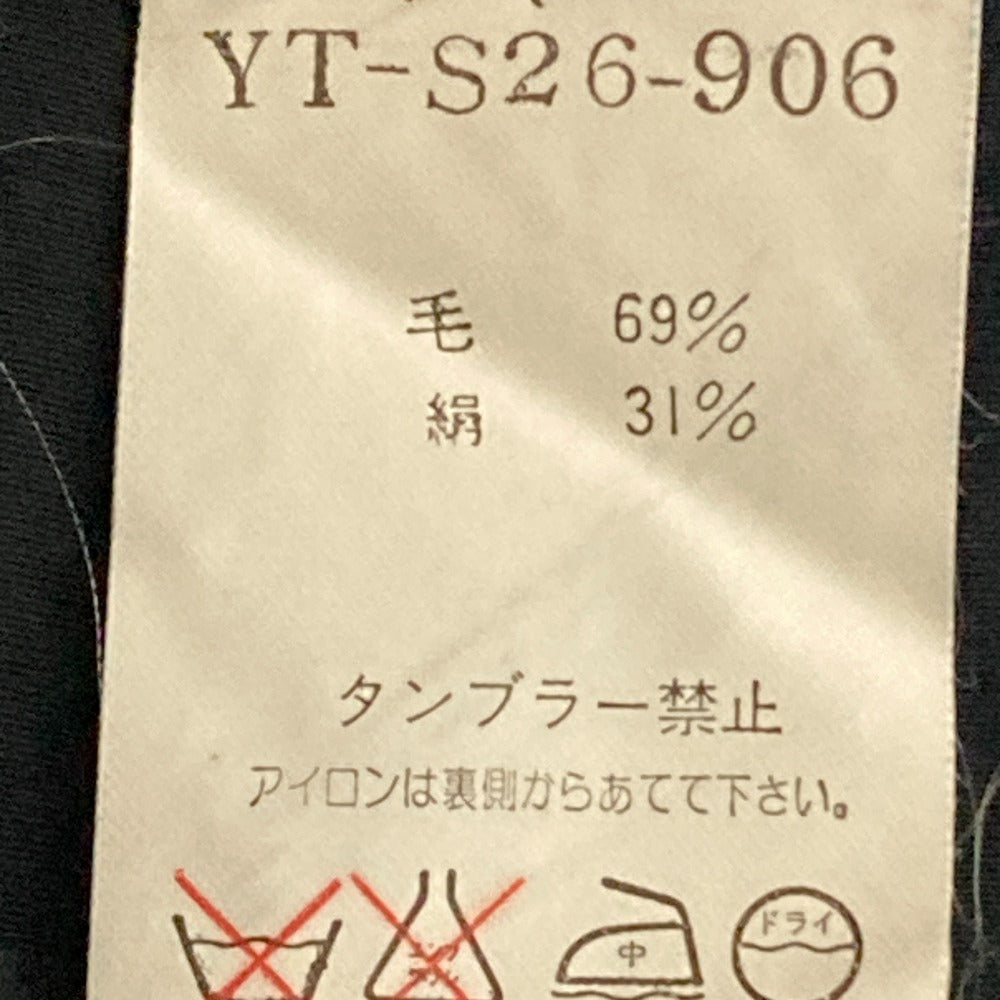 YT-S26-906
毛 69%
絹 31%
タンブラー禁止
アイロンは裏側からあてて下さい。
中 ドライ